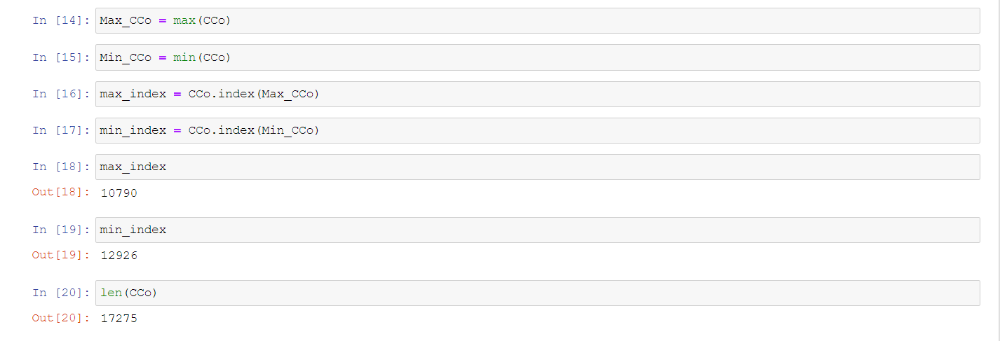 In [14]: Max_CCo = max(CCo)
In [15]: Min_CCo = min(CCo)
In [16]: max_index = CCo.index(Max_CCo)
In [17]: min_index = CCo.index(Min_CCo)
In [18]: max_index
Out[18]: 10790
In [19]: min_index
Out[19]: 12926
In [20]: len(CCo)
Out[20]: 17275